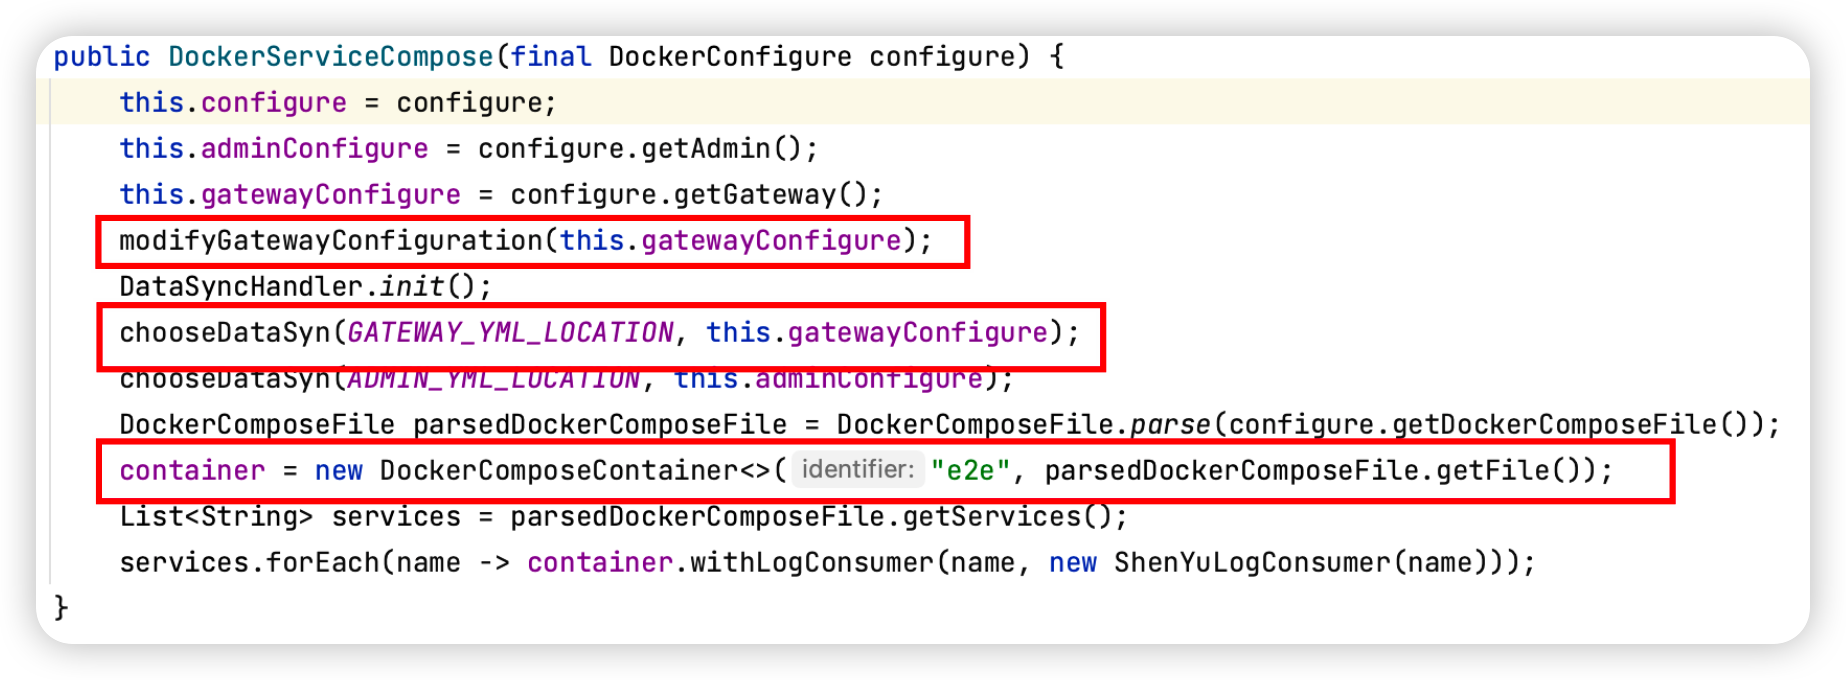 public DockerServiceCompose(final DockerConfigure configure) {
this.configure = configure;
this.adminConfigure = configure.getAdmin();
this.gatewayConfigure = configure.getGateway();
modifyGatewayConfiguration(this.gatewayConfigure);
DataSyncHandler.init();
chooseDataSyn(GATEWAY_YML_LOCATION, this.gatewayConfigure);
chooseDataSyn(ADMIN_YML_LOCATION, this.adminConfigure);
DockerComposeFile parsedDockerComposeFile = DockerComposeFile.parse(configure.getDockerComposeFile());
container = new DockerComposeContainer<>( identifier: "e2e", parsedDockerComposeFile.getFile());
List<String> services = parsedDockerComposeFile.getServices();
services.forEach(name -> container.withLogConsumer(name, new ShenYuLogConsumer(name)));
}